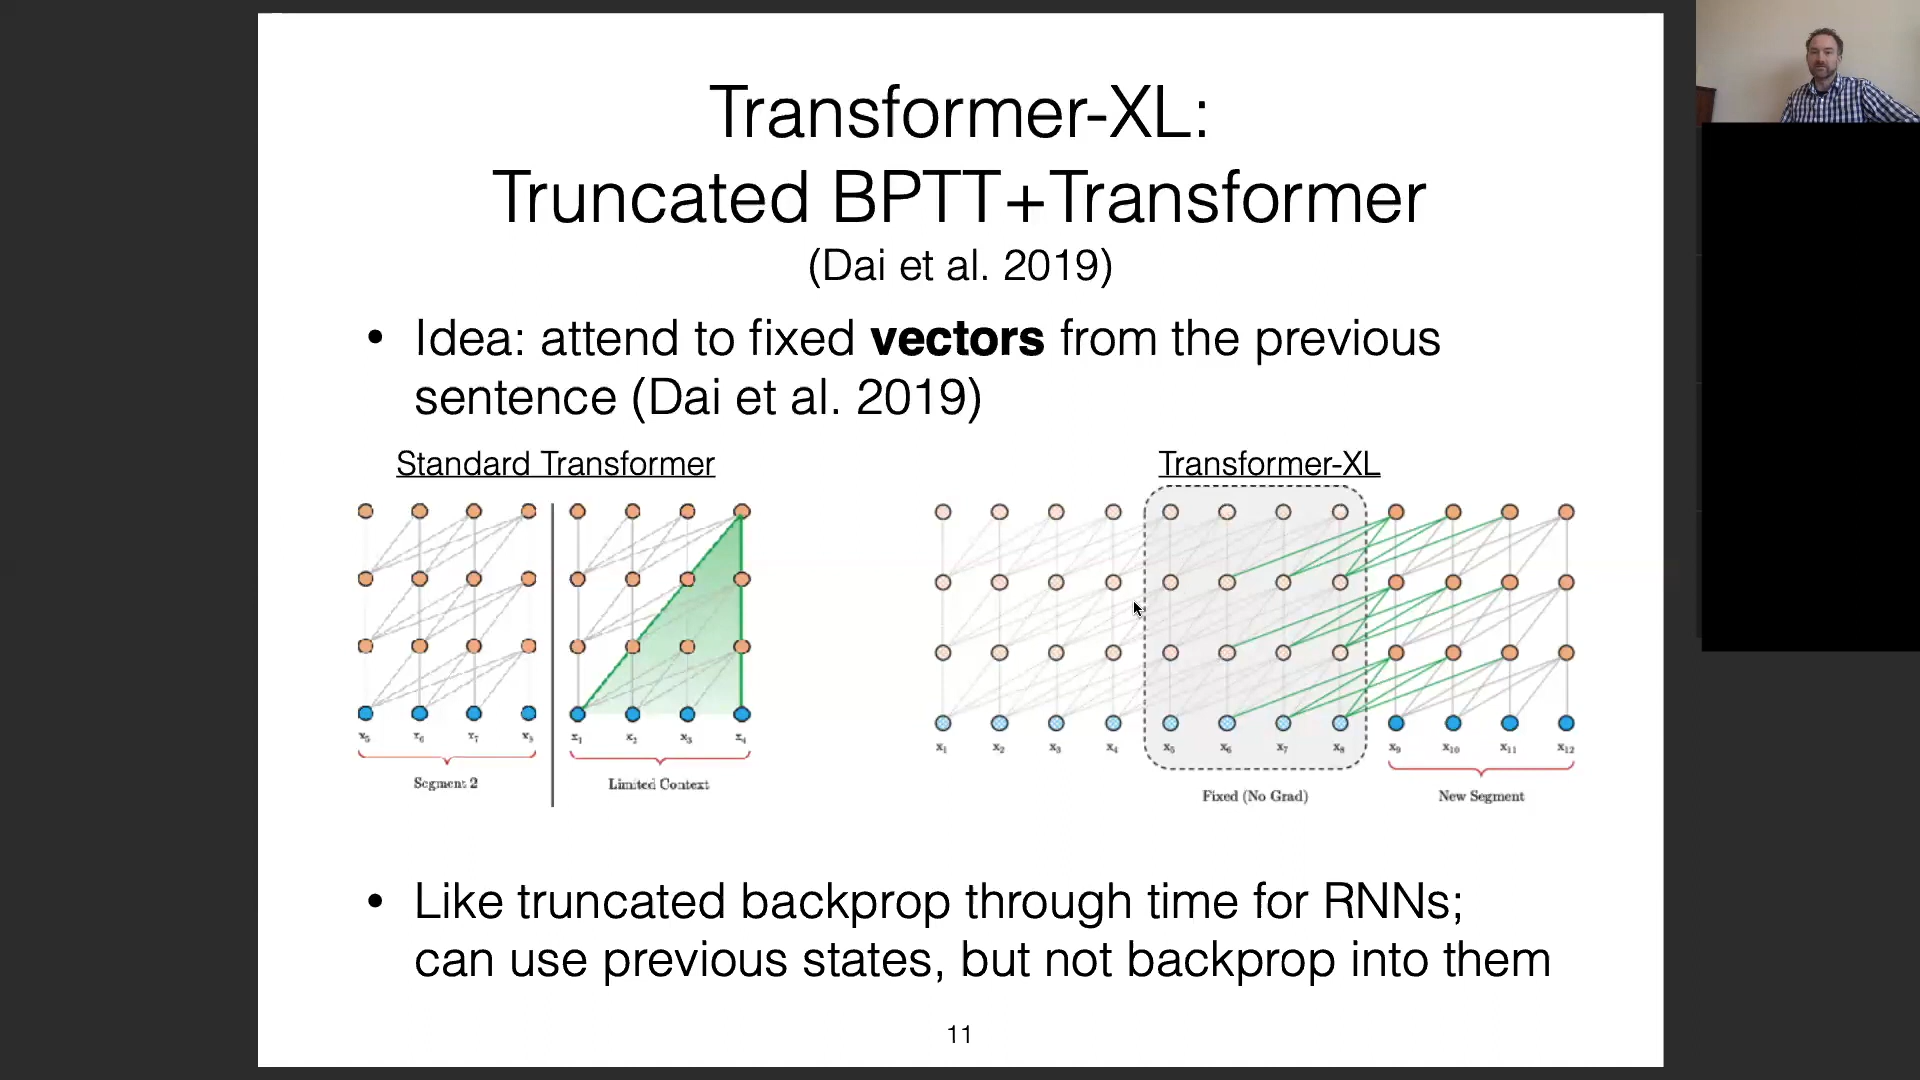 Transformer-XL:
Truncated BPTT+Transformer
(Dai et al. 2019)
• Idea: attend to fixed vectors from the previous
sentence (Dai et al. 2019)
Standard Transformer
Transformer-XL
x₅ x₆ x₇ x₈ x₁ x₂ x₃ x₄
Segment 2
Limited Context
x₁ x₂ x₃ x₄ x₅ x₆ x₇ x₈ x₉ x₁₀ x₁₁ x₁₂
Fixed (No Grad)
New Segment
• Like truncated backprop through time for RNNs;
can use previous states, but not backprop into them
11